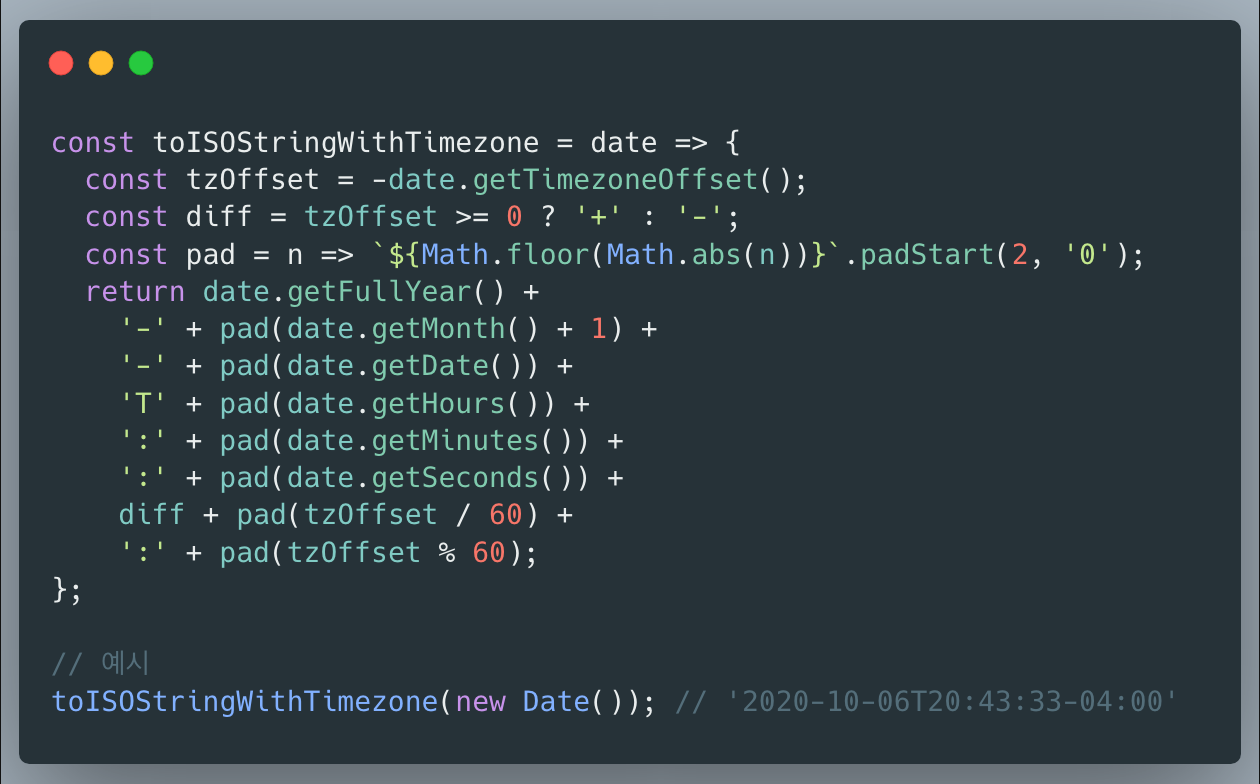 const toISOStringWithTimezone = date => {
  const tzOffset = -date.getTimezoneOffset();
  const diff = tzOffset >= 0 ? '+' : '-';
  const pad = n => `${Math.floor(Math.abs(n))}`.padStart(2, '0');
  return date.getFullYear() +
    '-' + pad(date.getMonth() + 1) +
    '-' + pad(date.getDate()) +
    'T' + pad(date.getHours()) +
    ':' + pad(date.getMinutes()) +
    ':' + pad(date.getSeconds()) +
    diff + pad(tzOffset / 60) +
    ':' + pad(tzOffset % 60);
};

// 예시
toISOStringWithTimezone(new Date()); // '2020-10-06T20:43:33-04:00'